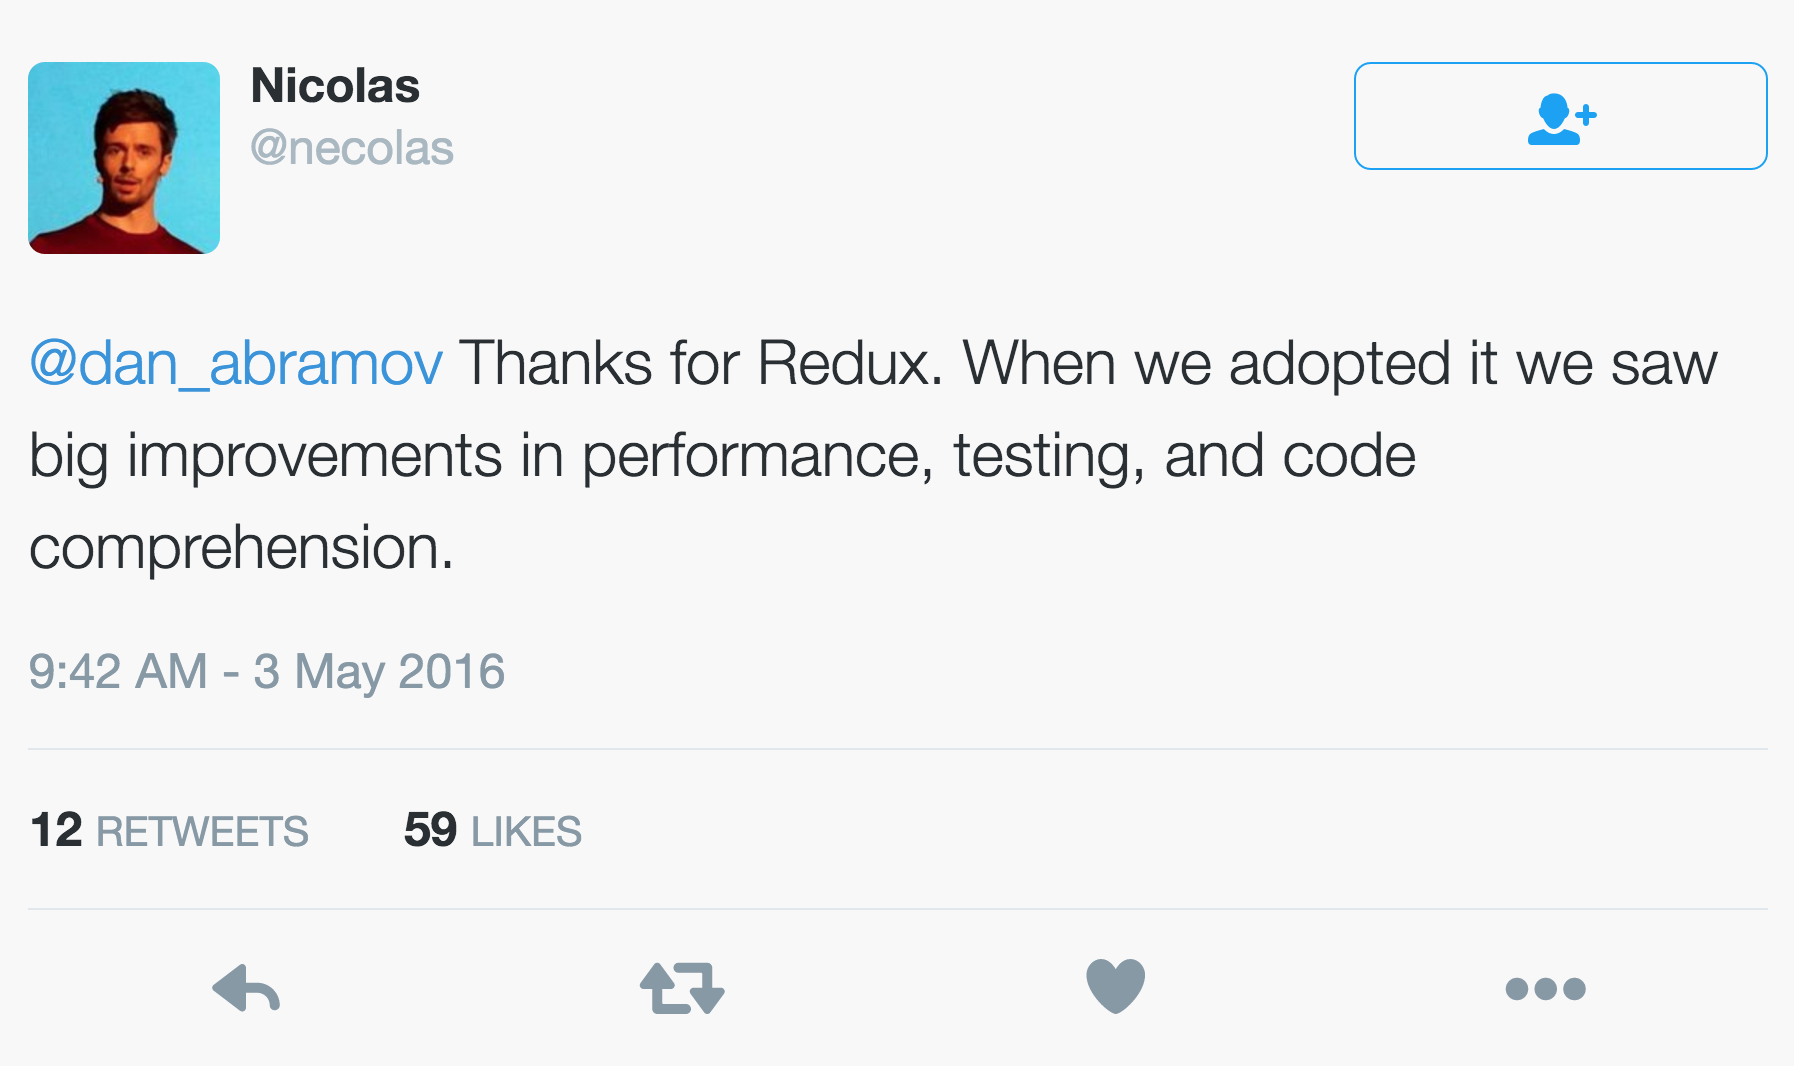 Nicolas
@necolas
@dan_abramov Thanks for Redux. When we adopted it we saw
big improvements in performance, testing, and code
comprehension.
9:42 AM - 3 May 2016
12 RETWEETS 59 LIKES